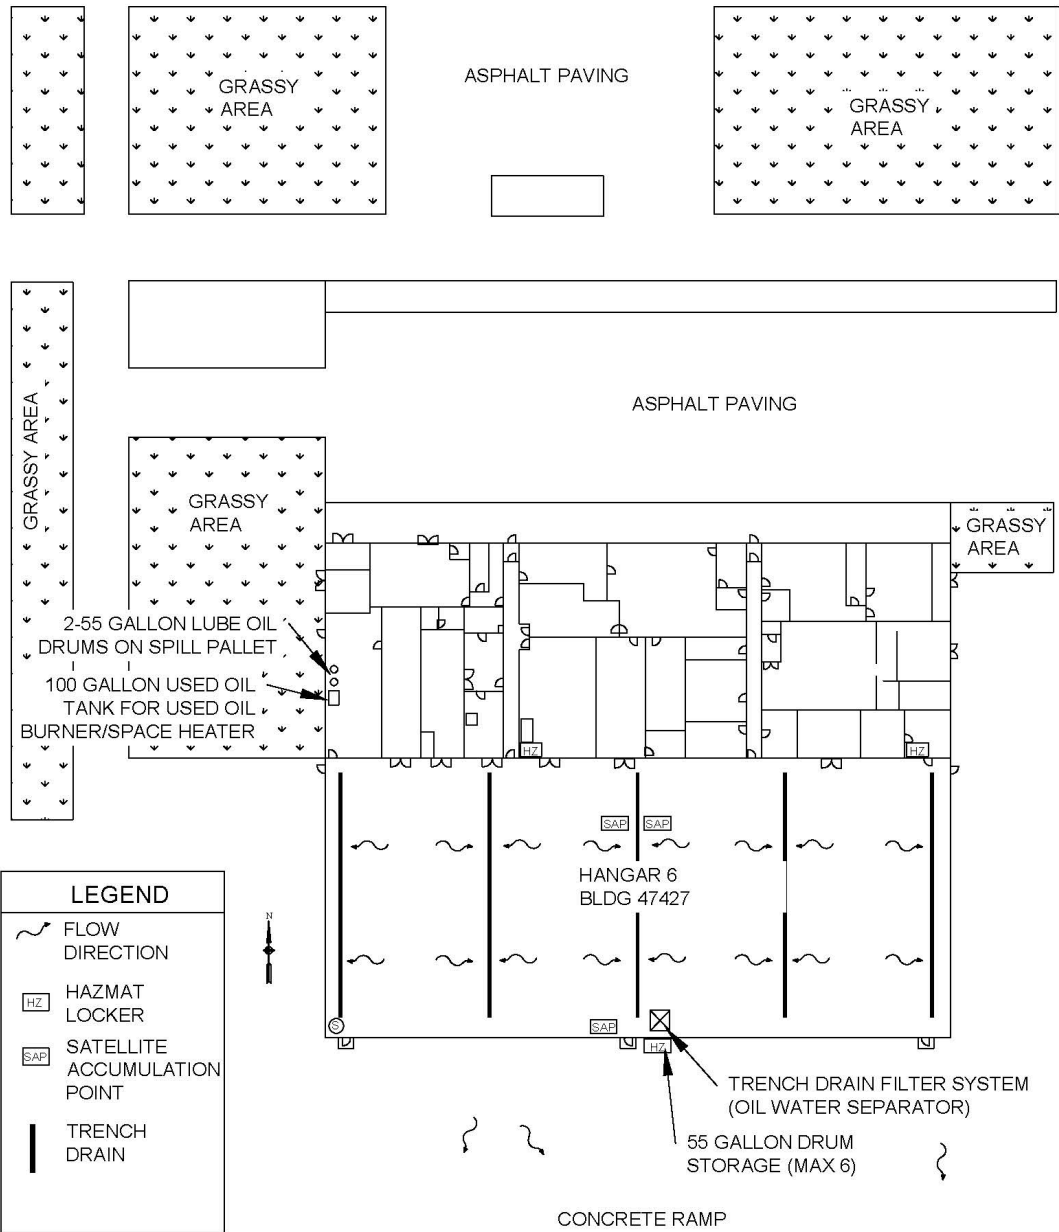 GRASSY
AREA
ASPHALT PAVING
GRASSY
AREA
ASPHALT PAVING
GRASSY AREA
GRASSY
AREA
GRASSY
AREA
2-55 GALLON LUBE OIL
DRUMS ON SPILL PALLET
100 GALLON USED OIL
TANK FOR USED OIL
BURNER/SPACE HEATER
HZ
HZ
SAP
SAP
HANGAR 6
BLDG 47427
LEGEND
FLOW
DIRECTION
HZ
HAZMAT
LOCKER
SAP
SATELLITE
ACCUMULATION
POINT
TRENCH
DRAIN
N
S
SAP
HZ
TRENCH DRAIN FILTER SYSTEM
(OIL WATER SEPARATOR)
55 GALLON DRUM
STORAGE (MAX 6)
CONCRETE RAMP